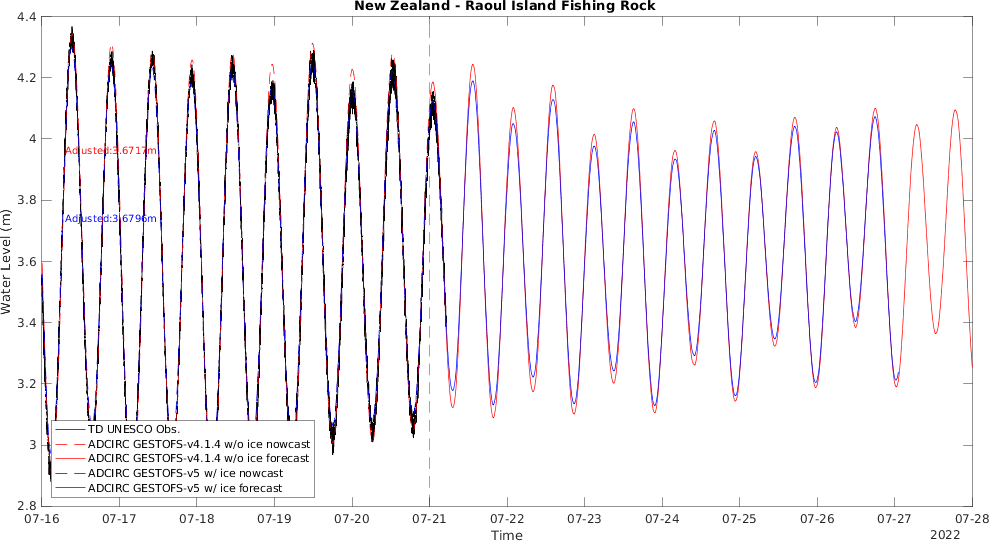 New Zealand - Raoul Island Fishing Rock
4.4
4.2
4
3.8
3.6
3.4
3.2
3
2.8
Water Level (m)
Adjusted:3.6717m
Adjusted:3.6796m
TD UNESCO Obs.
ADCIRC GESTOFS-v4.1.4 w/o ice nowcast
ADCIRC GESTOFS-v4.1.4 w/o ice forecast
ADCIRC GESTOFS-v5 w/ ice nowcast
ADCIRC GESTOFS-v5 w/ ice forecast
07-16 07-17 07-18 07-19 07-20 07-21 07-22 07-23 07-24 07-25 07-26 07-27 07-28
Time
2022